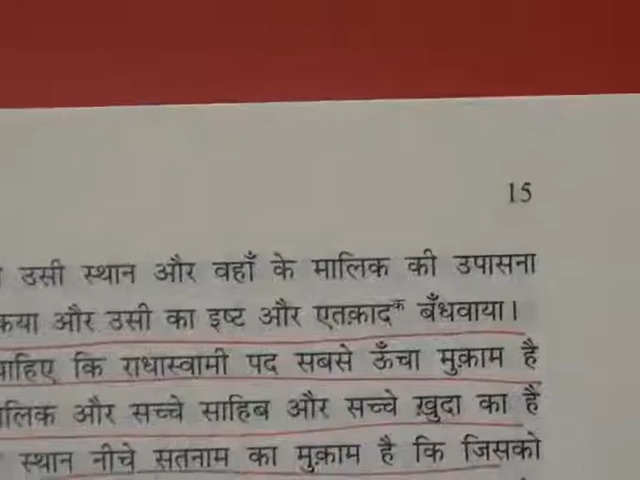 15
उसी स्थान और वहाँ के मालिक की उपासना
और उसी का इष्ट और एतक़ाद क बँधवाया।
कि राधास्वामी पद सबसे ऊँचा मुक़ाम है
और सच्चे साहिब और सच्चे ख़ुदा का है
स्थान नीचे सतनाम का मुक़ाम है कि जिसको